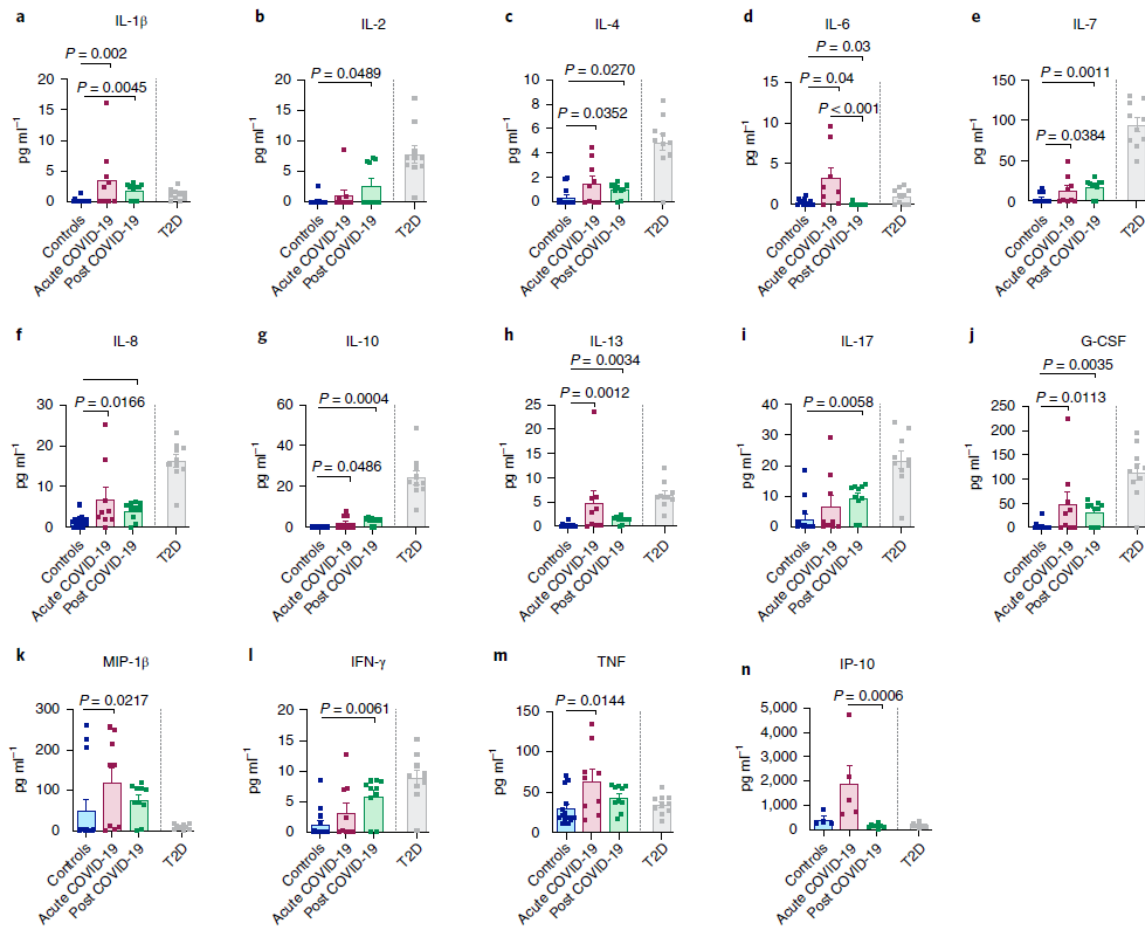 a IL-1β
P = 0.002
P = 0.0045
pg ml⁻¹
20
15
10
5
0
Controls
Acute COVID-19
Post COVID-19
T2D
b IL-2
P = 0.0489
pg ml⁻¹
20
15
10
5
0
Controls
Acute COVID-19
Post COVID-19
T2D
c IL-4
P = 0.0270
P = 0.0352
pg ml⁻¹
10
8
6
4
2
0
Controls
Acute COVID-19
Post COVID-19
T2D
d IL-6
P = 0.03
P = 0.04
P < 0.001
pg ml⁻¹
15
10
5
0
Controls
Acute COVID-19
Post COVID-19
T2D
e IL-7
P = 0.0011
P = 0.0384
pg ml⁻¹
150
100
50
0
Controls
Acute COVID-19
Post COVID-19
T2D
f IL-8
P = 0.0166
pg ml⁻¹
30
20
10
0
Controls
Acute COVID-19
Post COVID-19
T2D
g IL-10
P = 0.0004
P = 0.0486
pg ml⁻¹
60
40
20
0
Controls
Acute COVID-19
Post COVID-19
T2D
h IL-13
P = 0.0034
P = 0.0012
pg ml⁻¹
25
20
15
10
5
0
Controls
Acute COVID-19
Post COVID-19
T2D
i IL-17
P = 0.0058
pg ml⁻¹
40
30
20
10
0
Controls
Acute COVID-19
Post COVID-19
T2D
j G-CSF
P = 0.0035
P = 0.0113
pg ml⁻¹
250
200
150
100
50
0
Controls
Acute COVID-19
Post COVID-19
T2D
k MIP-1β
P = 0.0217
pg ml⁻¹
300
200
100
0
Controls
Acute COVID-19
Post COVID-19
T2D
l IFN-γ
P = 0.0061
pg ml⁻¹
20
15
10
5
0
Controls
Acute COVID-19
Post COVID-19
T2D
m TNF
P = 0.0144
pg ml⁻¹
150
100
50
0
Controls
Acute COVID-19
Post COVID-19
T2D
n IP-10
P = 0.0006
pg ml⁻¹
5,000
4,000
3,000
2,000
1,000
0
Controls
Acute COVID-19
Post COVID-19
T2D